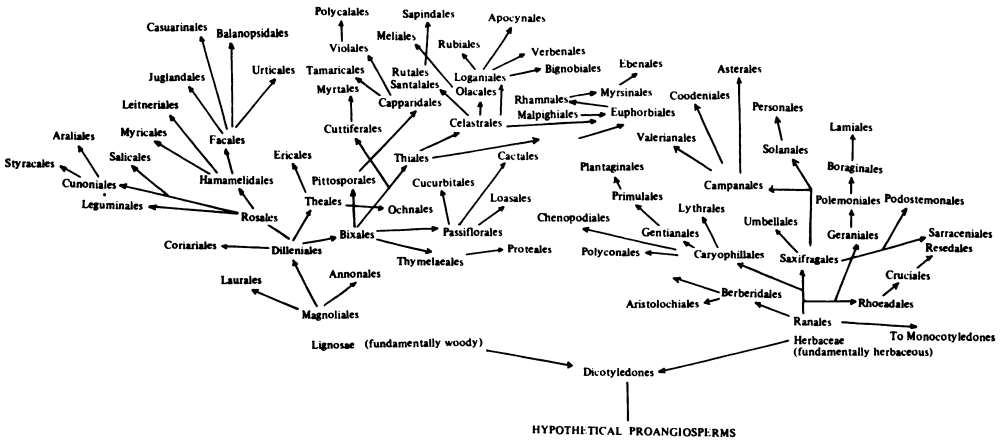 Polycalales
Sapindales
Apocynales
Casuarinales
Balanopsidales
Meliales
Rubiales
Violales
Verbenales
Juglandales
Urticales
Tamaricales
Rutales
Santalales
Loganiales
Bignobiales
Ebenales
Asterales
Myrtales
Olacales
Leitneriales
Capparidales
Rhamnales
Myrsinales
Coodeniales
Malpighiales
Euphorbiales
Personales
Araliales
Myricales
Facales
Cuttiferales
Celastrales
Valerianales
Lamiales
Styracales
Salicales
Ericales
Thiales
Cactales
Solanales
Cunoniales
Hamamelidales
Pittosporales
Cucurbitales
Plantaginales
Boraginales
Leguminales
Theales
Ochnales
Loasales
Primulales
Campanales
Polemoniales
Podostemonales
Rosales
Chenopodiales
Lythrales
Umbellales
Coriariales
Dilleniales
Bixales
Passiflorales
Gentianales
Geraniales
Sarraceniales
Thymelaeales
Proteales
Polyconales
Caryophillales
Saxifragales
Resedales
Laurales
Annonales
Cruciales
Berberidales
Aristolochiales
Rhoeadales
Magnoliales
Ranales
To Monocotyledones
Lignosae (fundamentally woody)
Herbaceae
(fundamentally herbaceous)
Dicotyledones
HYPOTHETICAL PROANGIOSPERMS